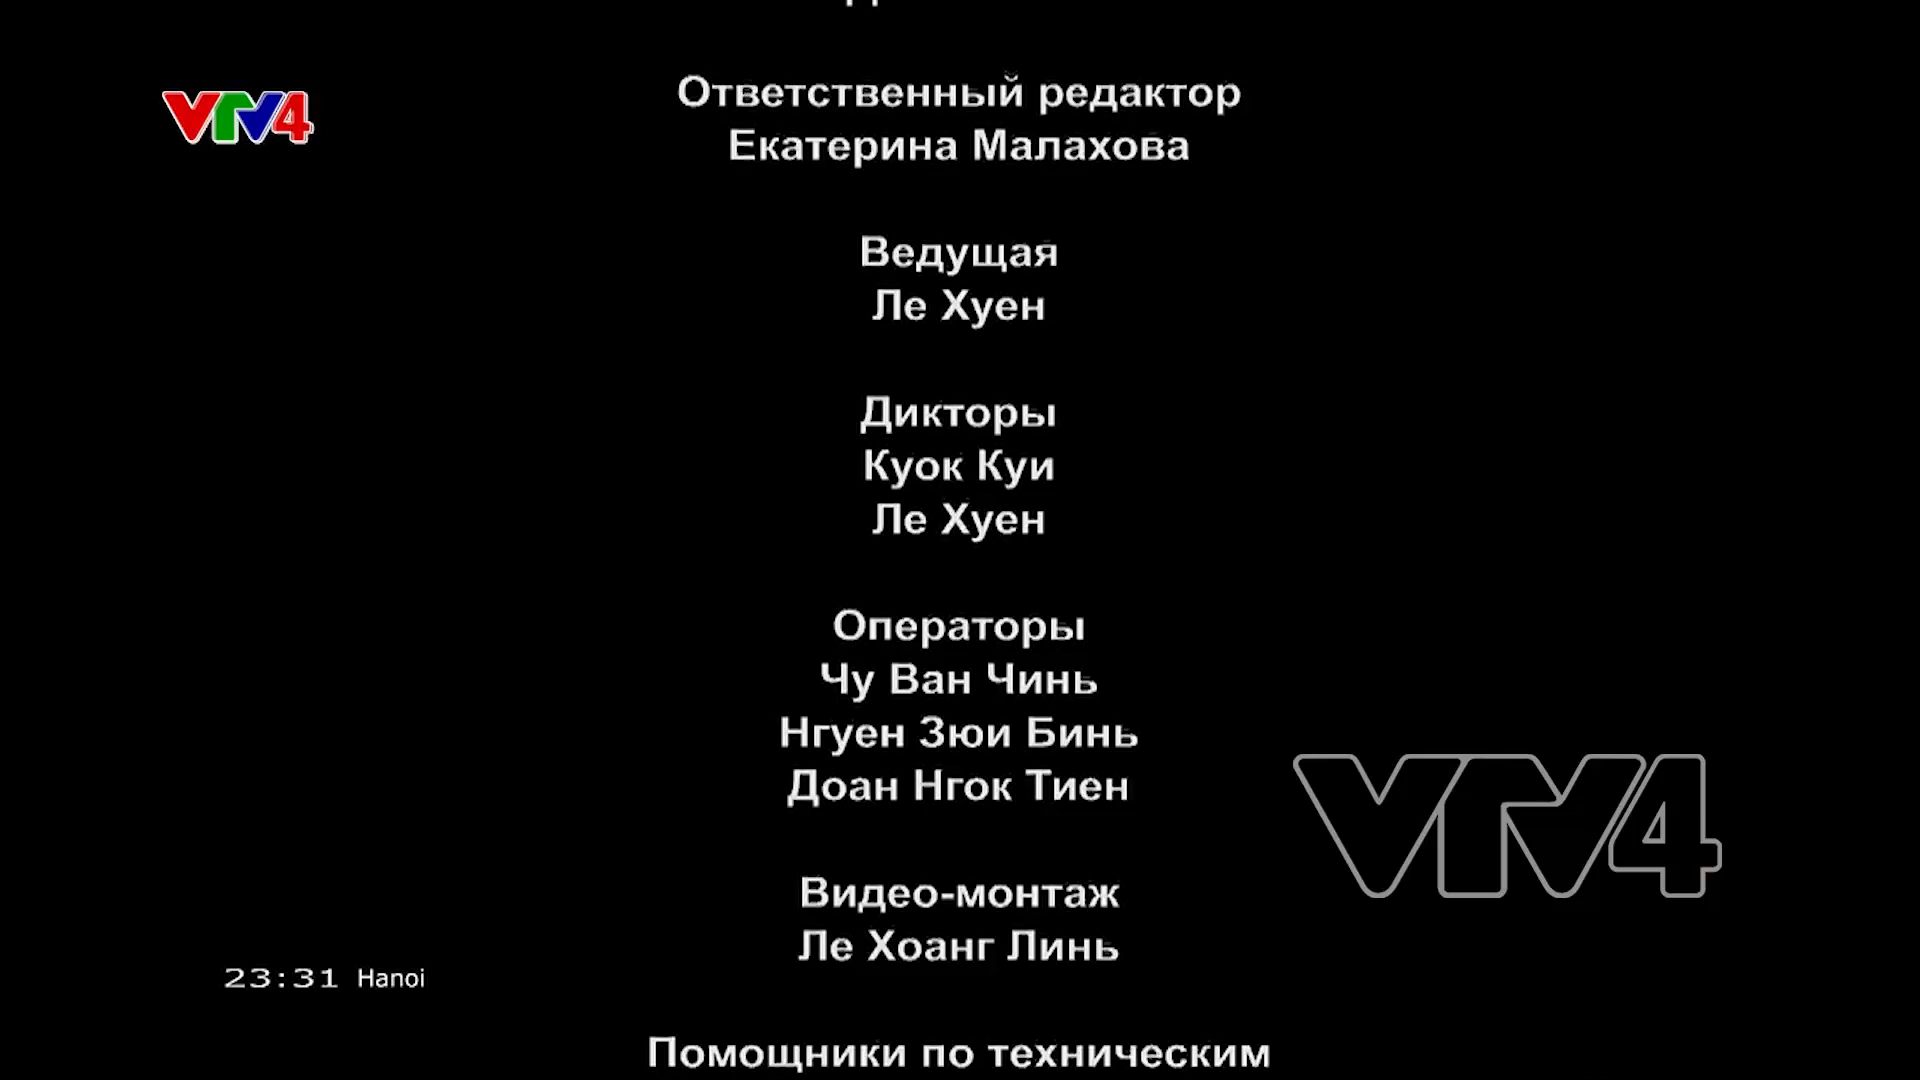 Ответственный редактор
VTV4
Екатерина Малахова
Ведущая
Ле Хуен
Дикторы
Куок Куи
Ле Хуен
Операторы
Чу Ван Чинь
Нгуен Зюи Бинь
Доан Нгок Тиен
VTV4
Видео-монтаж
Ле Хоанг Линь
23:31 Hanoi
Помощники по техническим